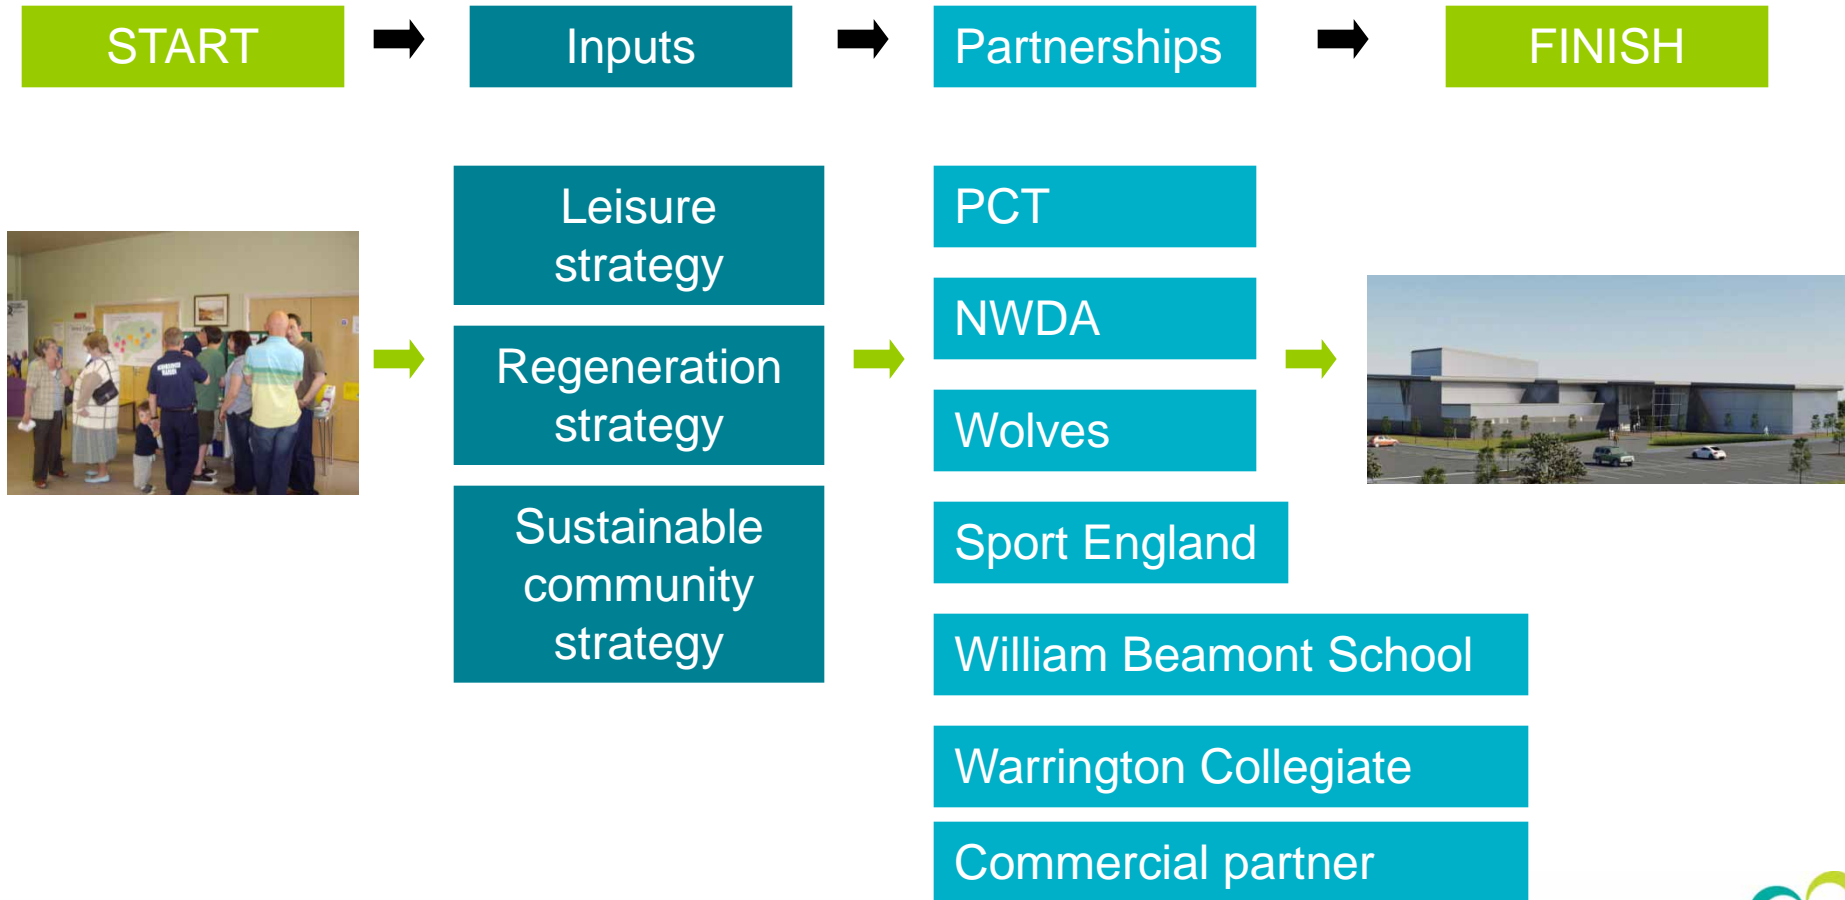 START
Inputs
Partnerships
FINISH
Leisure
strategy
Regeneration
strategy
Sustainable
community
strategy
PCT
NWDA
Wolves
Sport England
William Beamont School
Warrington Collegiate
Commercial partner